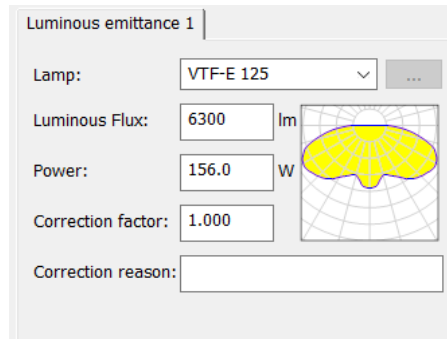 Luminous emittance 1
Lamp: VTF-E 125 ...
Luminous Flux: 6300 lm
Power: 156.0 W
Correction factor: 1.000
Correction reason: